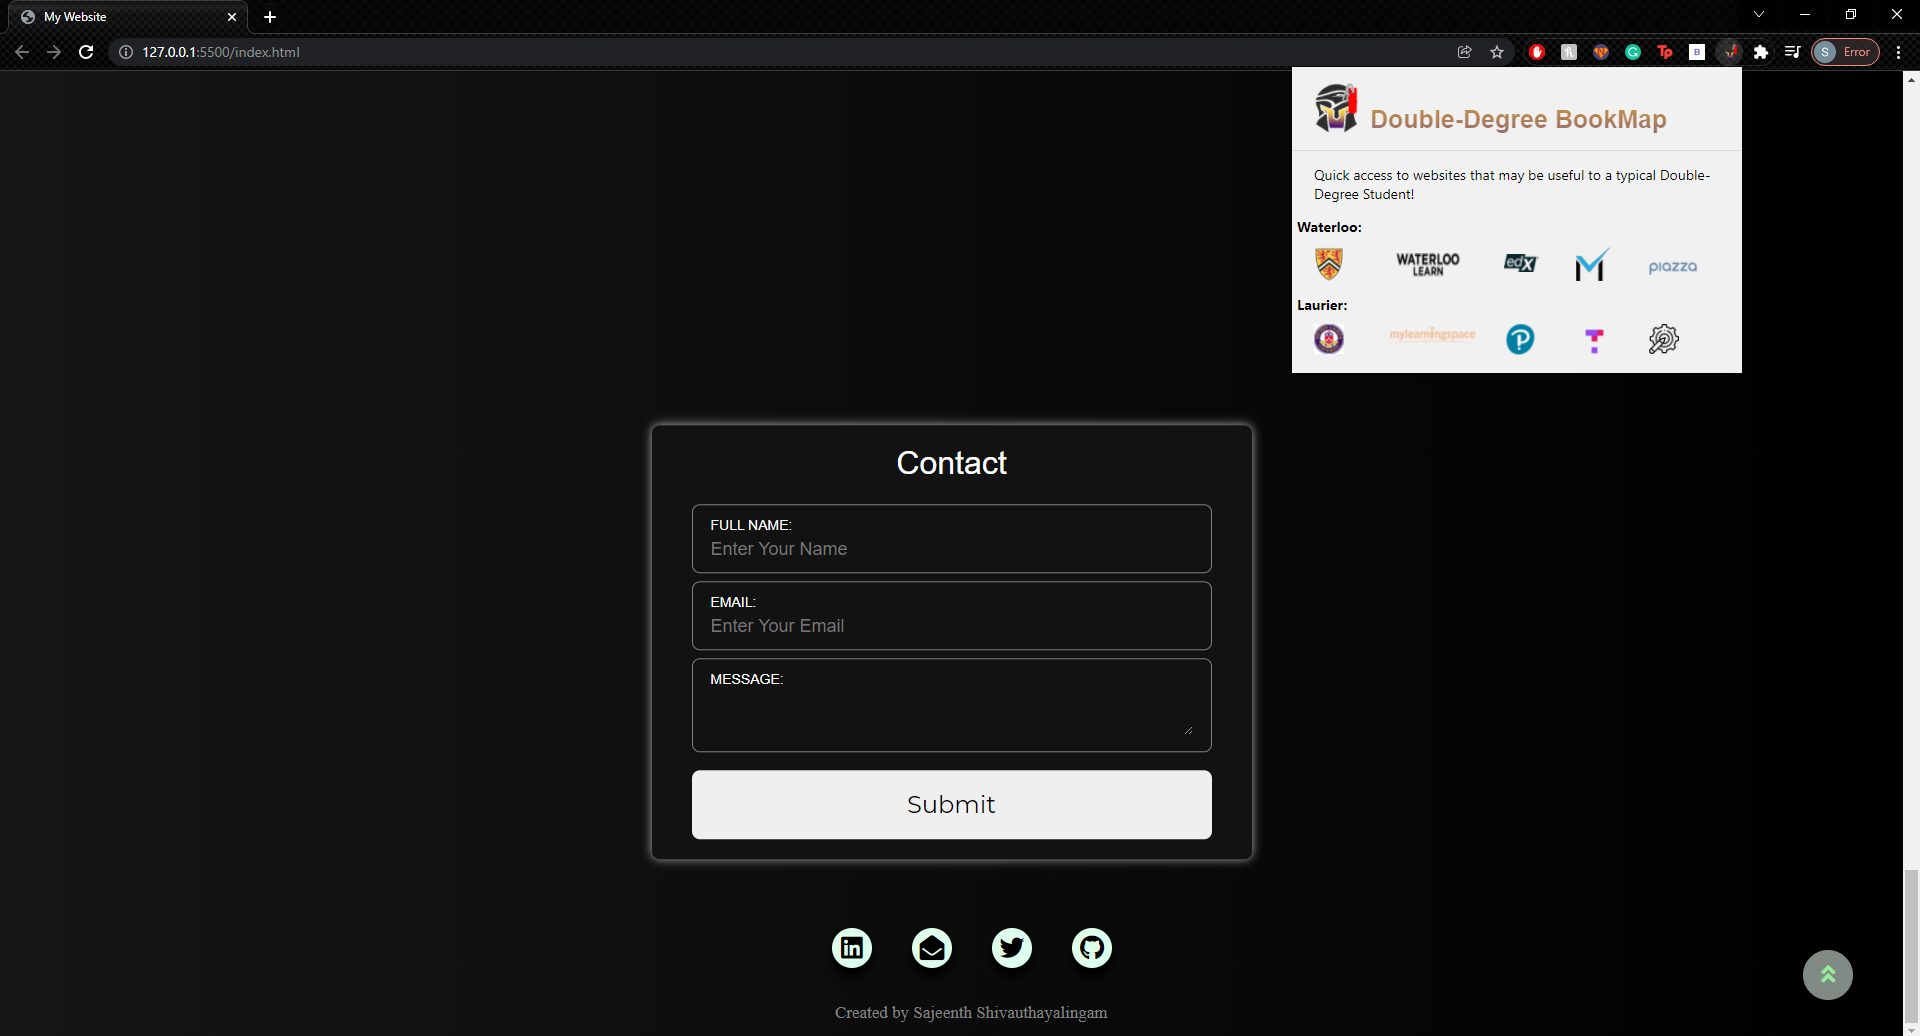 My Website
127.0.0.1:5500/index.html
Tp
B
S
Error
Double-Degree BookMap
Quick access to websites that may be useful to a typical Double-
Degree Student!
Waterloo:
WATERLOO
LEARN
edX
piazza
Laurier:
mylearningspace
Contact
FULL NAME:
Enter Your Name
EMAIL:
Enter Your Email
MESSAGE:
Submit
in
Created by Sajeenth Shivauthayalingam